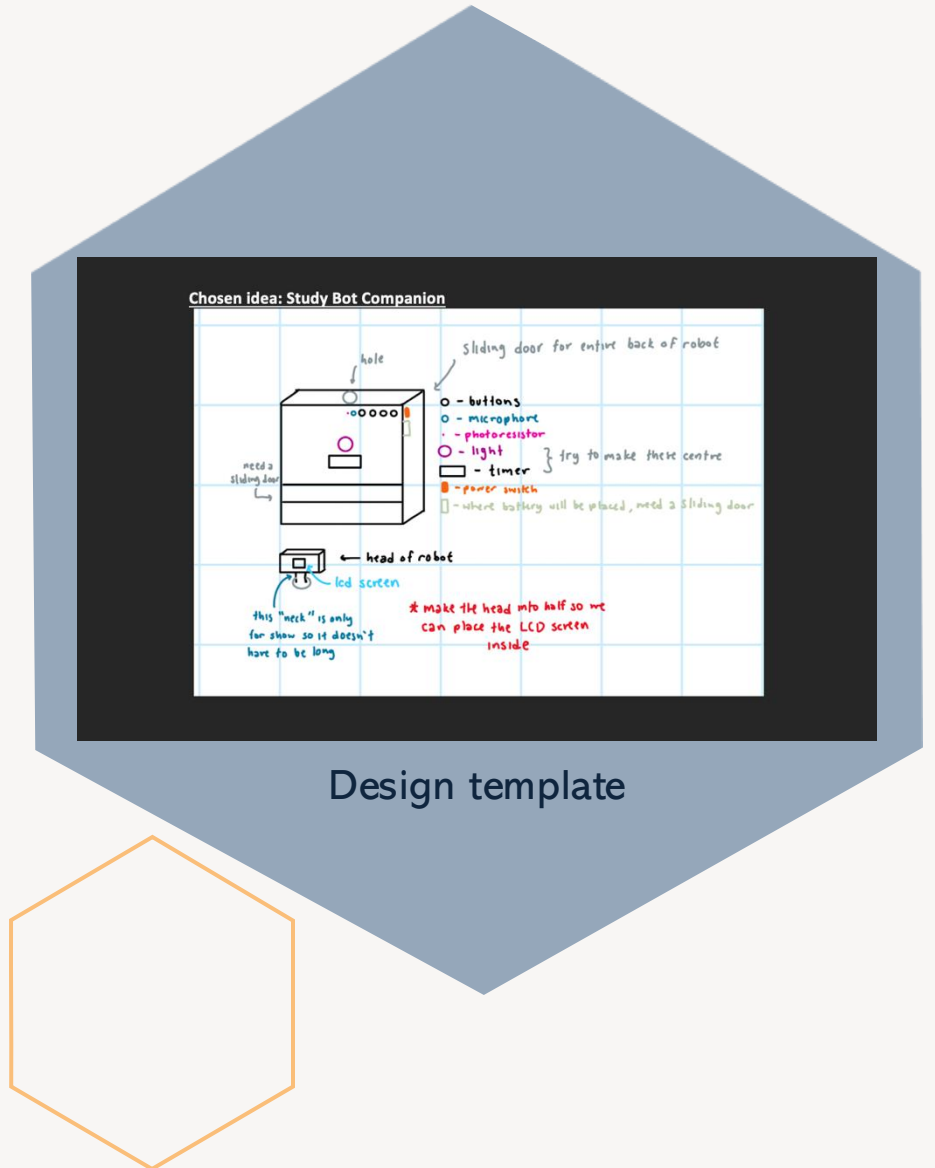 Chosen idea: Study Bot Companion
sliding door for entire back of robot
hole
- buttons
- microphone
- photoresistor
- light
- timer
} try to make these centre
need a
sliding door
- power switch
- where battery will be placed, need a sliding door
← head of robot
lcd screen
this "neck" is only
for show so it doesn't
have to be long
* make the head into half so we
can place the LCD screen
inside
Design template